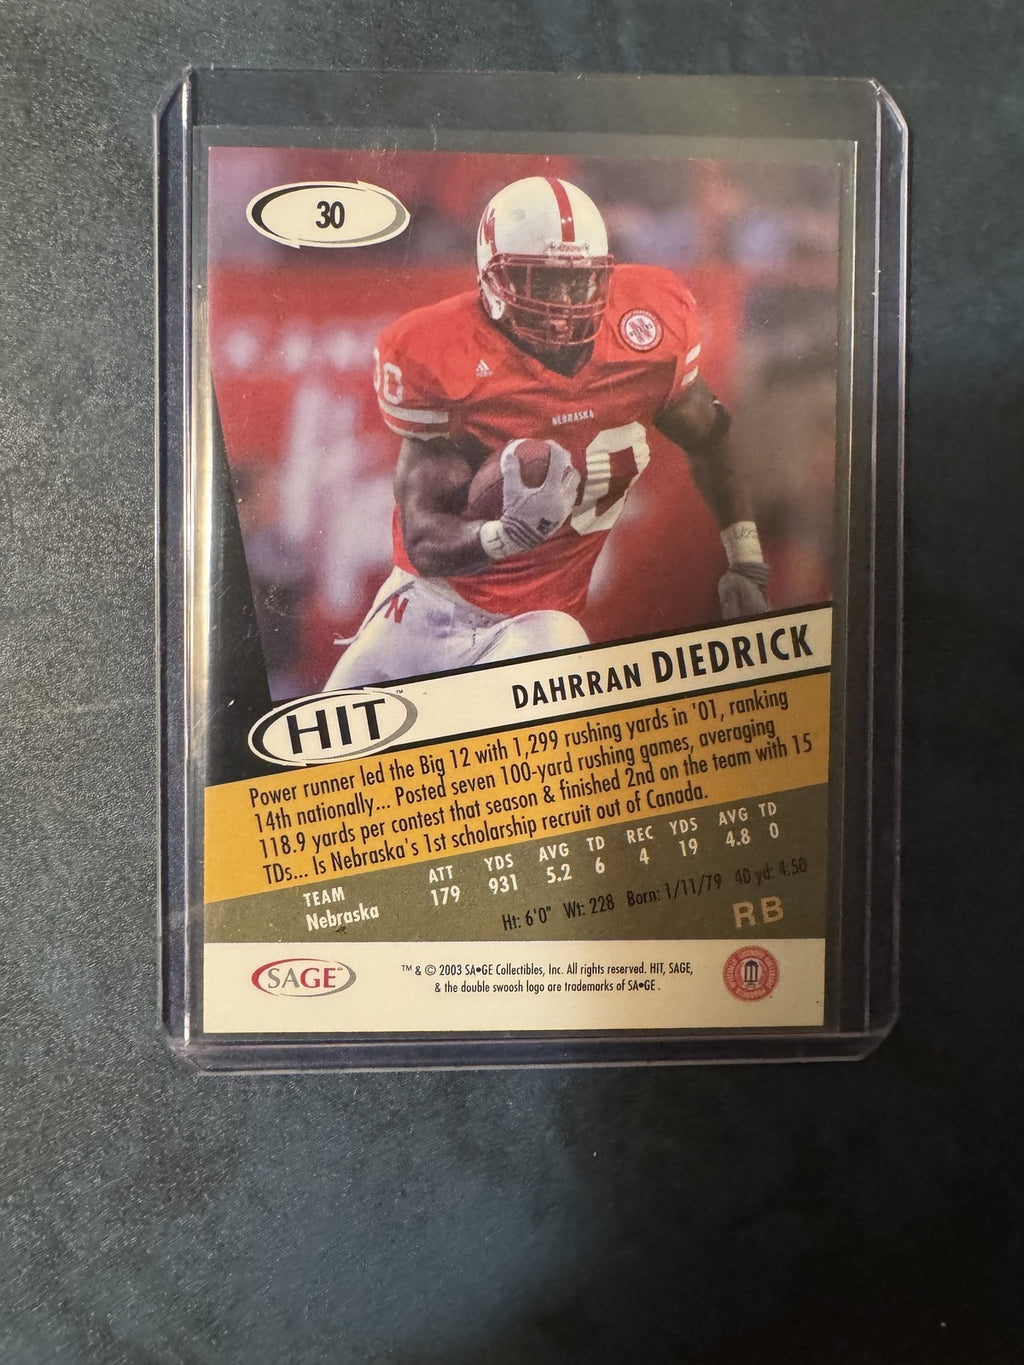 30
NEBRASKA
0
0
N
DAHRRAN DIEDRICK
HIT™
Power runner led the Big 12 with 1,299 rushing yards in '01, ranking
14th nationally... Posted seven 100-yard rushing games, averaging
118.9 yards per contest that season & finished 2nd on the team with 15
TDs... Is Nebraska's 1st scholarship recruit out of Canada.
TEAM ATT YDS AVG TD REC YDS AVG TD
Nebraska 179 931 5.2 6 4 19 4.8 0
Ht: 6'0" Wt: 228 Born: 1/11/79 40 yd: 4.50
RB
SAGE™
™ & © 2003 SA•GE Collectibles, Inc. All rights reserved. HIT, SAGE,
& the double swoosh logo are trademarks of SA•GE .